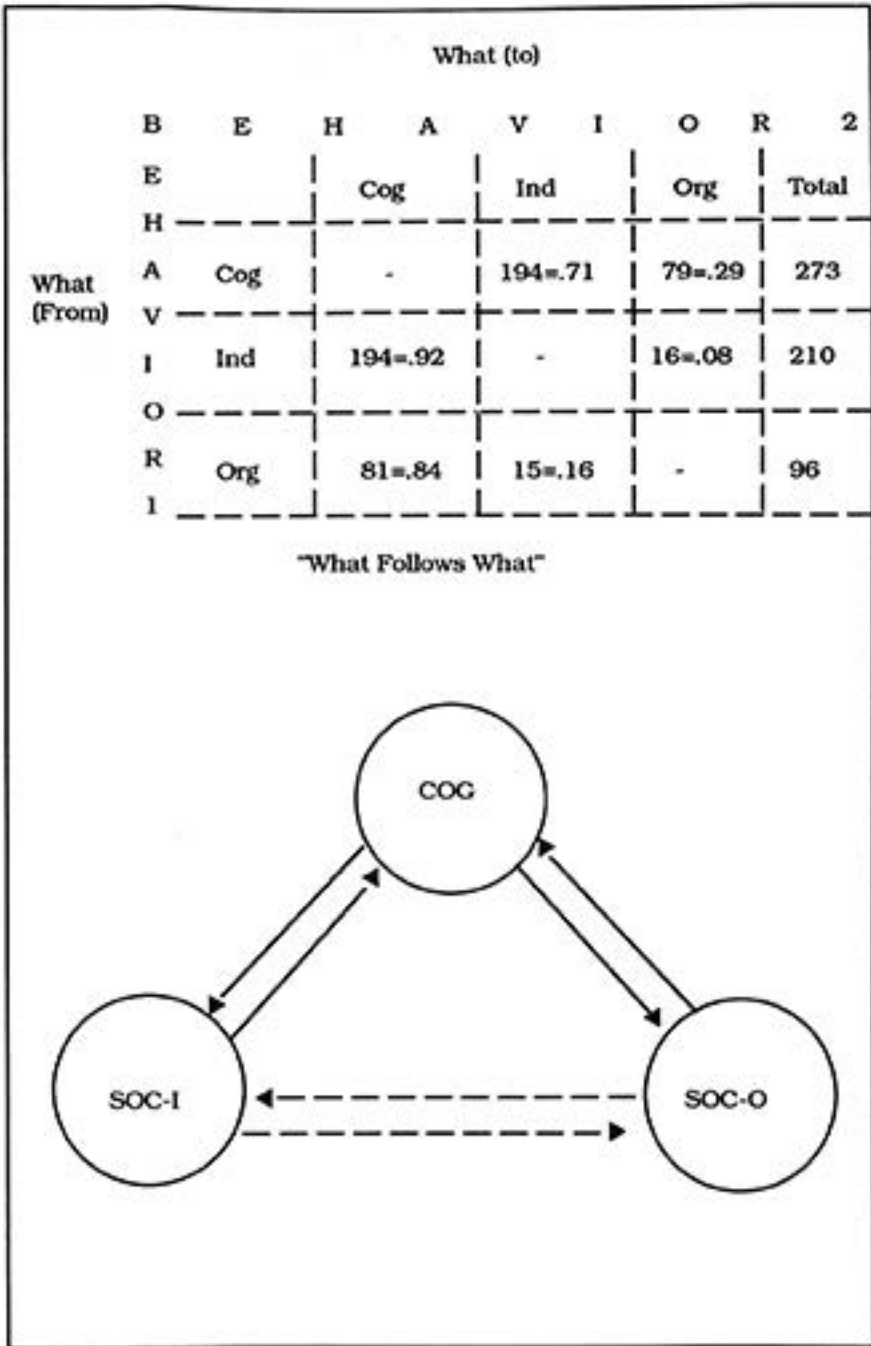 What (to)
B E H A V I O R 2
E
Cog Ind Org Total
H
What
(From)
A Cog - 194=.71 79=.29 273
V
I Ind 194=.92 - 16=.08 210
O
R Org 81=.84 15=.16 - 96
1
"What Follows What"
COG
SOC-I SOC-O